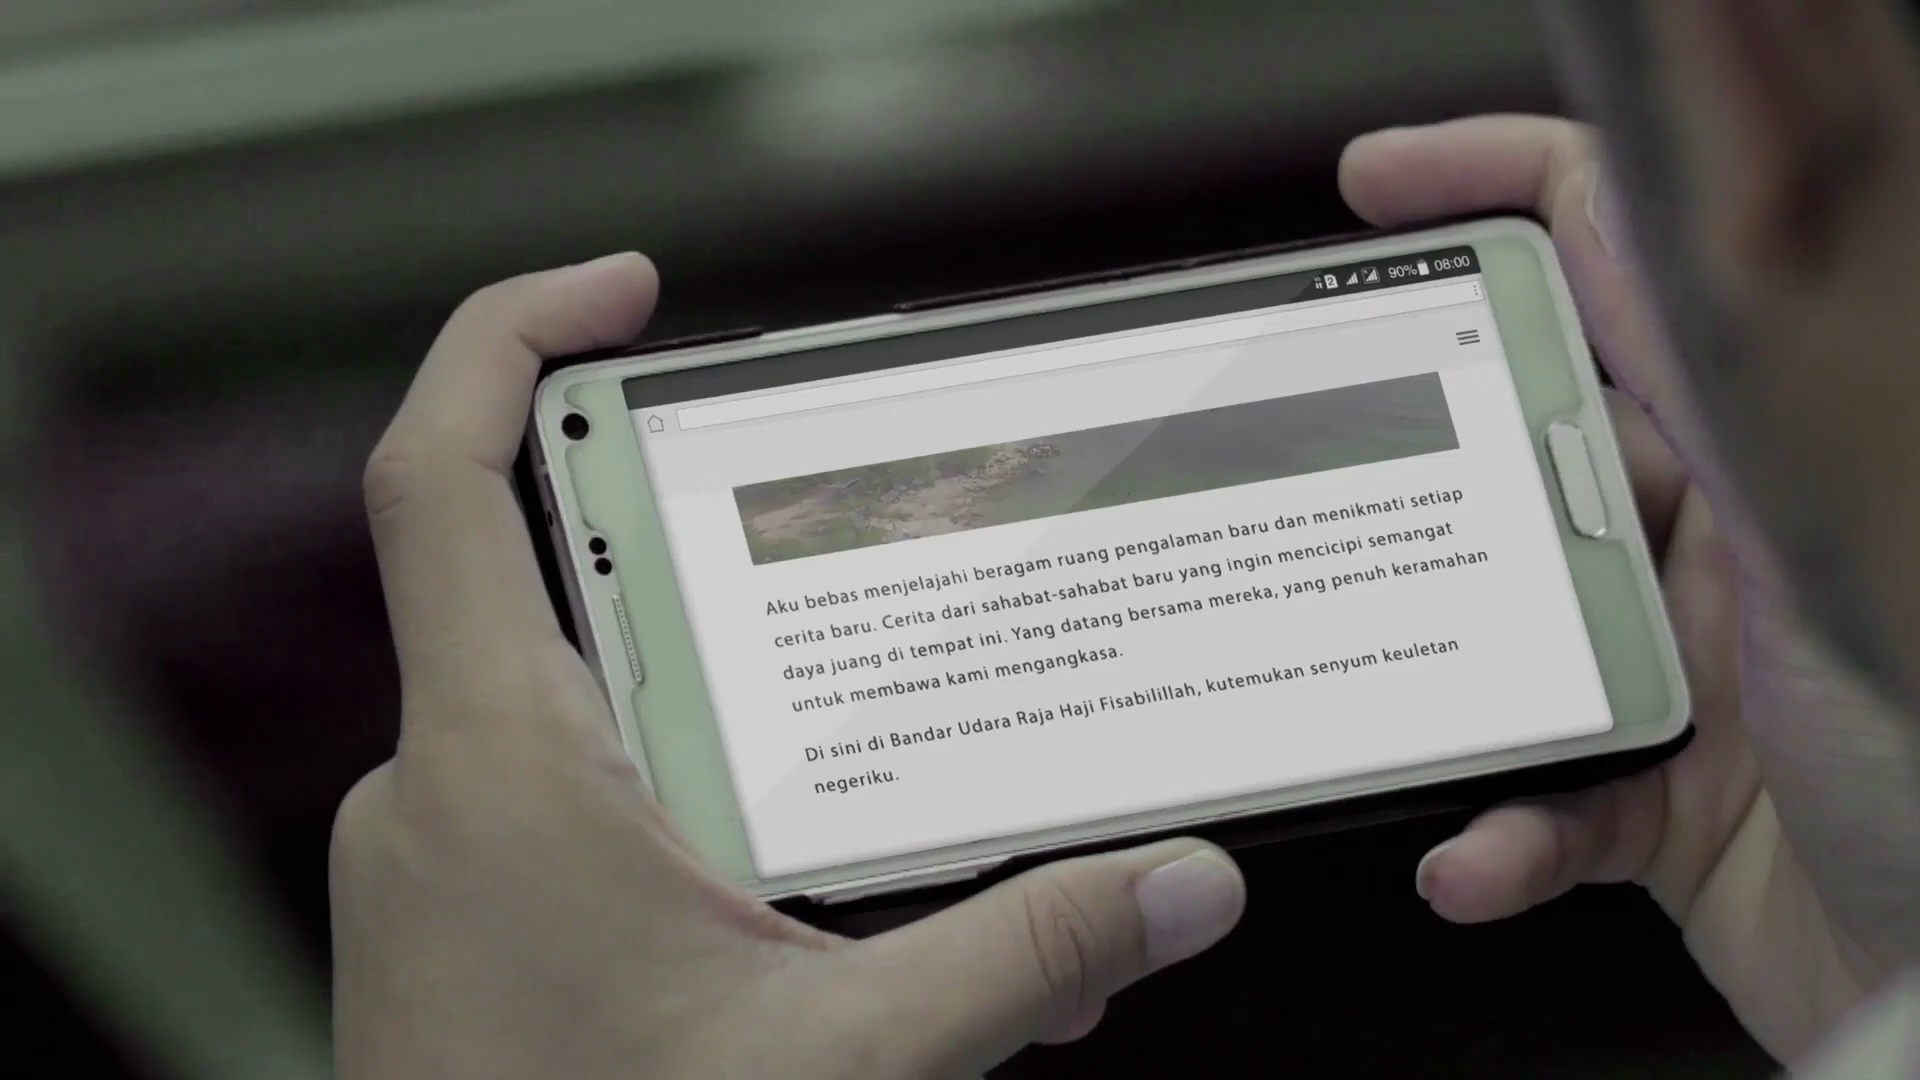 2 90% 08:00
Aku bebas menjelajahi beragam ruang pengalaman baru dan menikmati setiap
cerita baru. Cerita dari sahabat-sahabat baru yang ingin mencicipi semangat
daya juang di tempat ini. Yang datang bersama mereka, yang penuh keramahan
untuk membawa kami mengangkasa.
Di sini di Bandar Udara Raja Haji Fisabilillah, kutemukan senyum keuletan
negeriku.